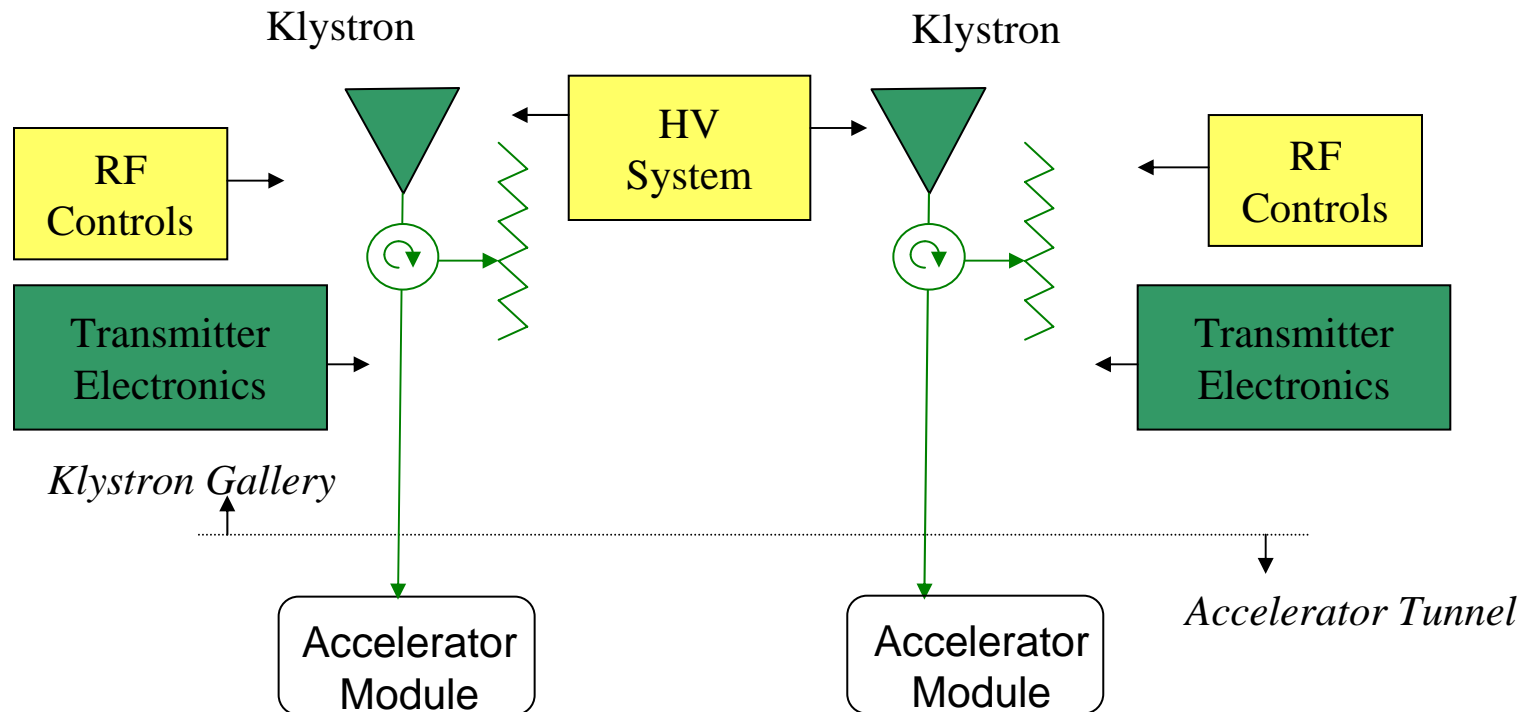 Klystron
Klystron
HV
System
RF
Controls
RF
Controls
Transmitter
Electronics
Transmitter
Electronics
Klystron Gallery
Accelerator Tunnel
Accelerator
Module
Accelerator
Module